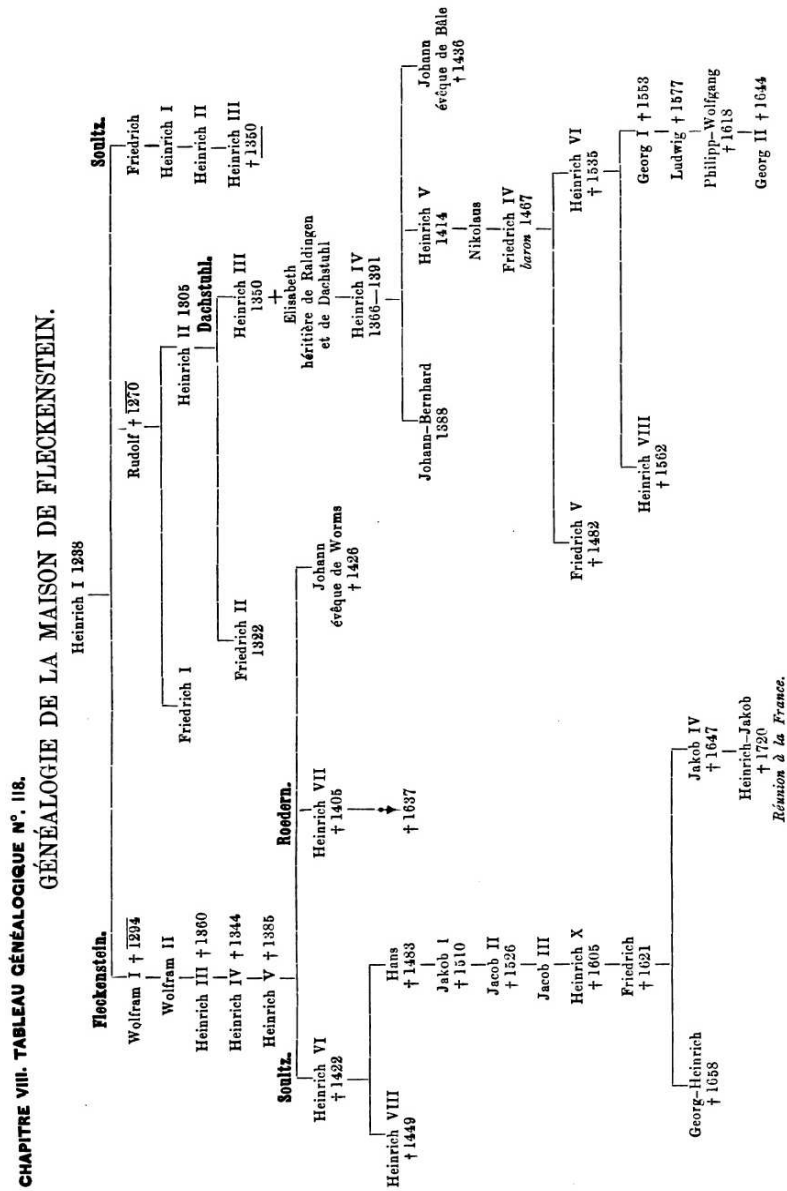 CHAPITRE VIII. TABLEAU GÉNÉALOGIQUE N°. 118.
GÉNÉALOGIE DE LA MAISON DE FLECKENSTEIN.
Heinrich I 1238
Fleckenstein.
Wolfram I † 1294
Wolfram II
Heinrich III † 1360
Heinrich IV † 1344
Heinrich V † 1385
Rudolf † 1270
Friedrich I
Heinrich II 1305
Dachstuhl.
Friedrich II
1322
Heinrich III
1350
+
Elisabeth
héritière de Raldingen
et de Dachstuhl
Heinrich IV
1366—1391
Soultz.
Friedrich
Heinrich I
Heinrich II
Heinrich III
† 1350
Soultz.
Heinrich VI
† 1422
Roedern.
Heinrich VII
† 1405
† 1637
Johann
évêque de Worms
† 1426
Johann-Bernhard
1388
Heinrich V
1414
Nikolaus
Friedrich IV
baron 1467
Johann
évêque de Bâle
† 1436
Heinrich VIII
† 1449
Hans
† 1483
Jakob I
† 1510
Jacob II
† 1526
Jacob III
Heinrich X
† 1605
Friedrich
† 1621
Friedrich V
† 1482
Heinrich VI
† 1535
Heinrich VIII
† 1562
Georg I † 1553
Ludwig † 1577
Philipp-Wolfgang
† 1618
Georg II † 1644
Georg-Heinrich
† 1658
Jakob IV
† 1647
Heinrich-Jakob
† 1720
Réunion à la France.